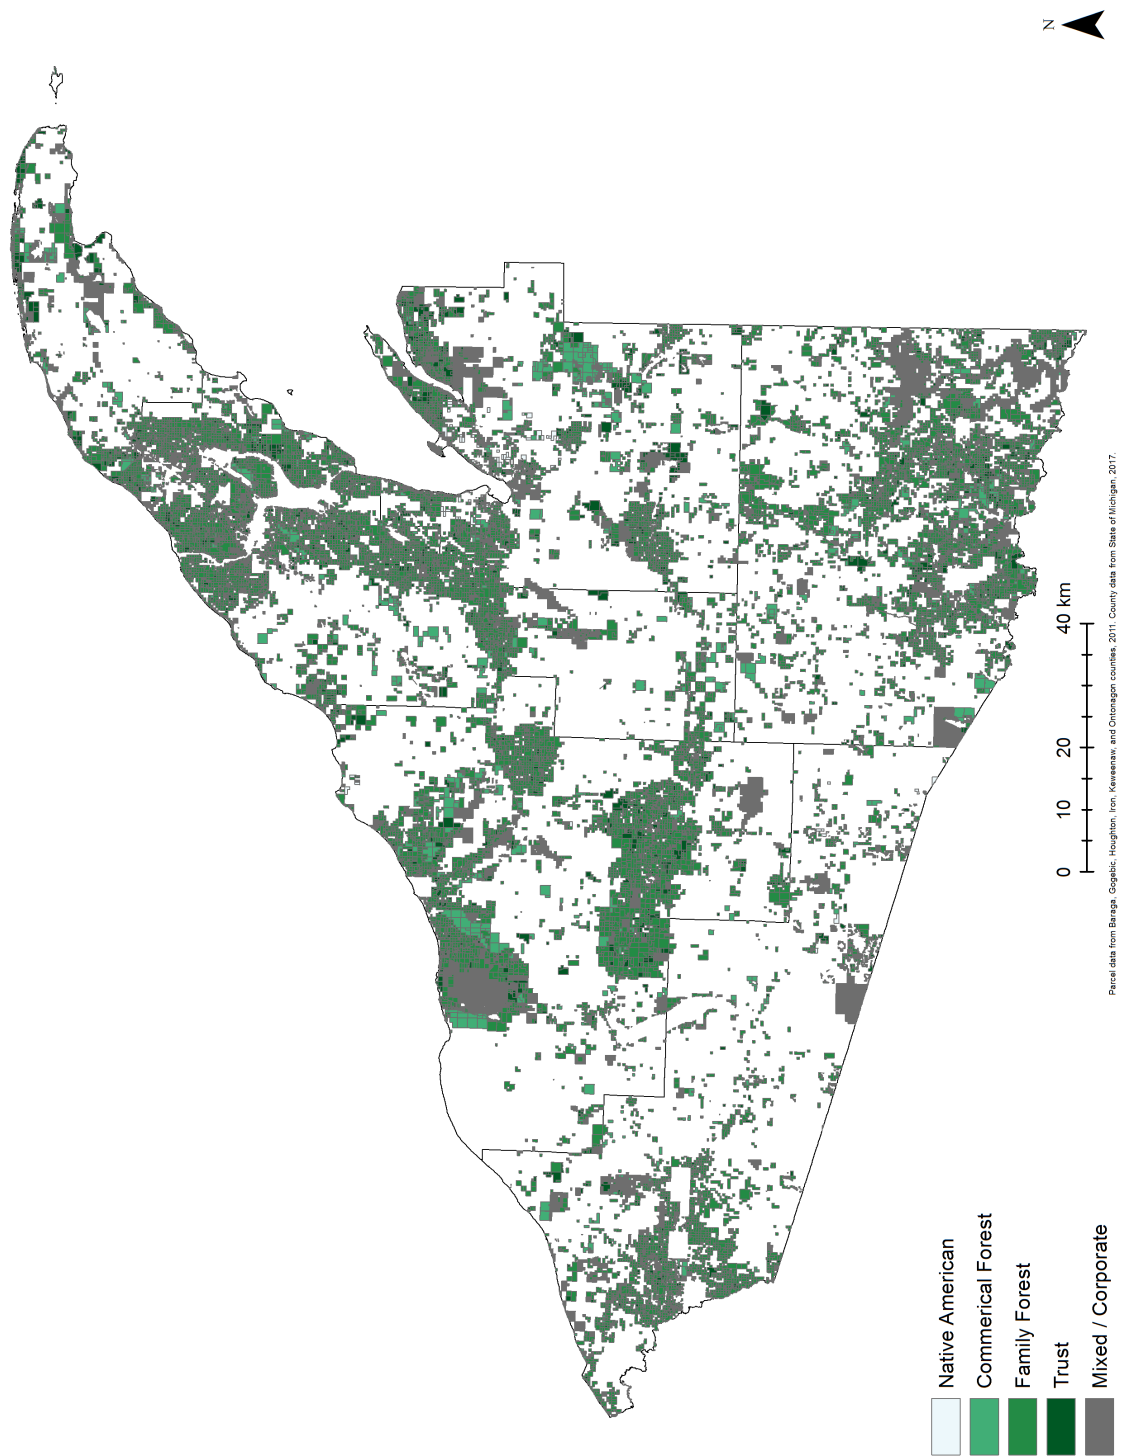 N
Native American
Commerical Forest
Family Forest
Trust
Mixed / Corporate
0 10 20 40 km
Parcel data from Baraga, Gogebic, Houghton, Iron, Keweenaw, and Ontonagon counties, 2011. County data from State of Michigan, 2017.